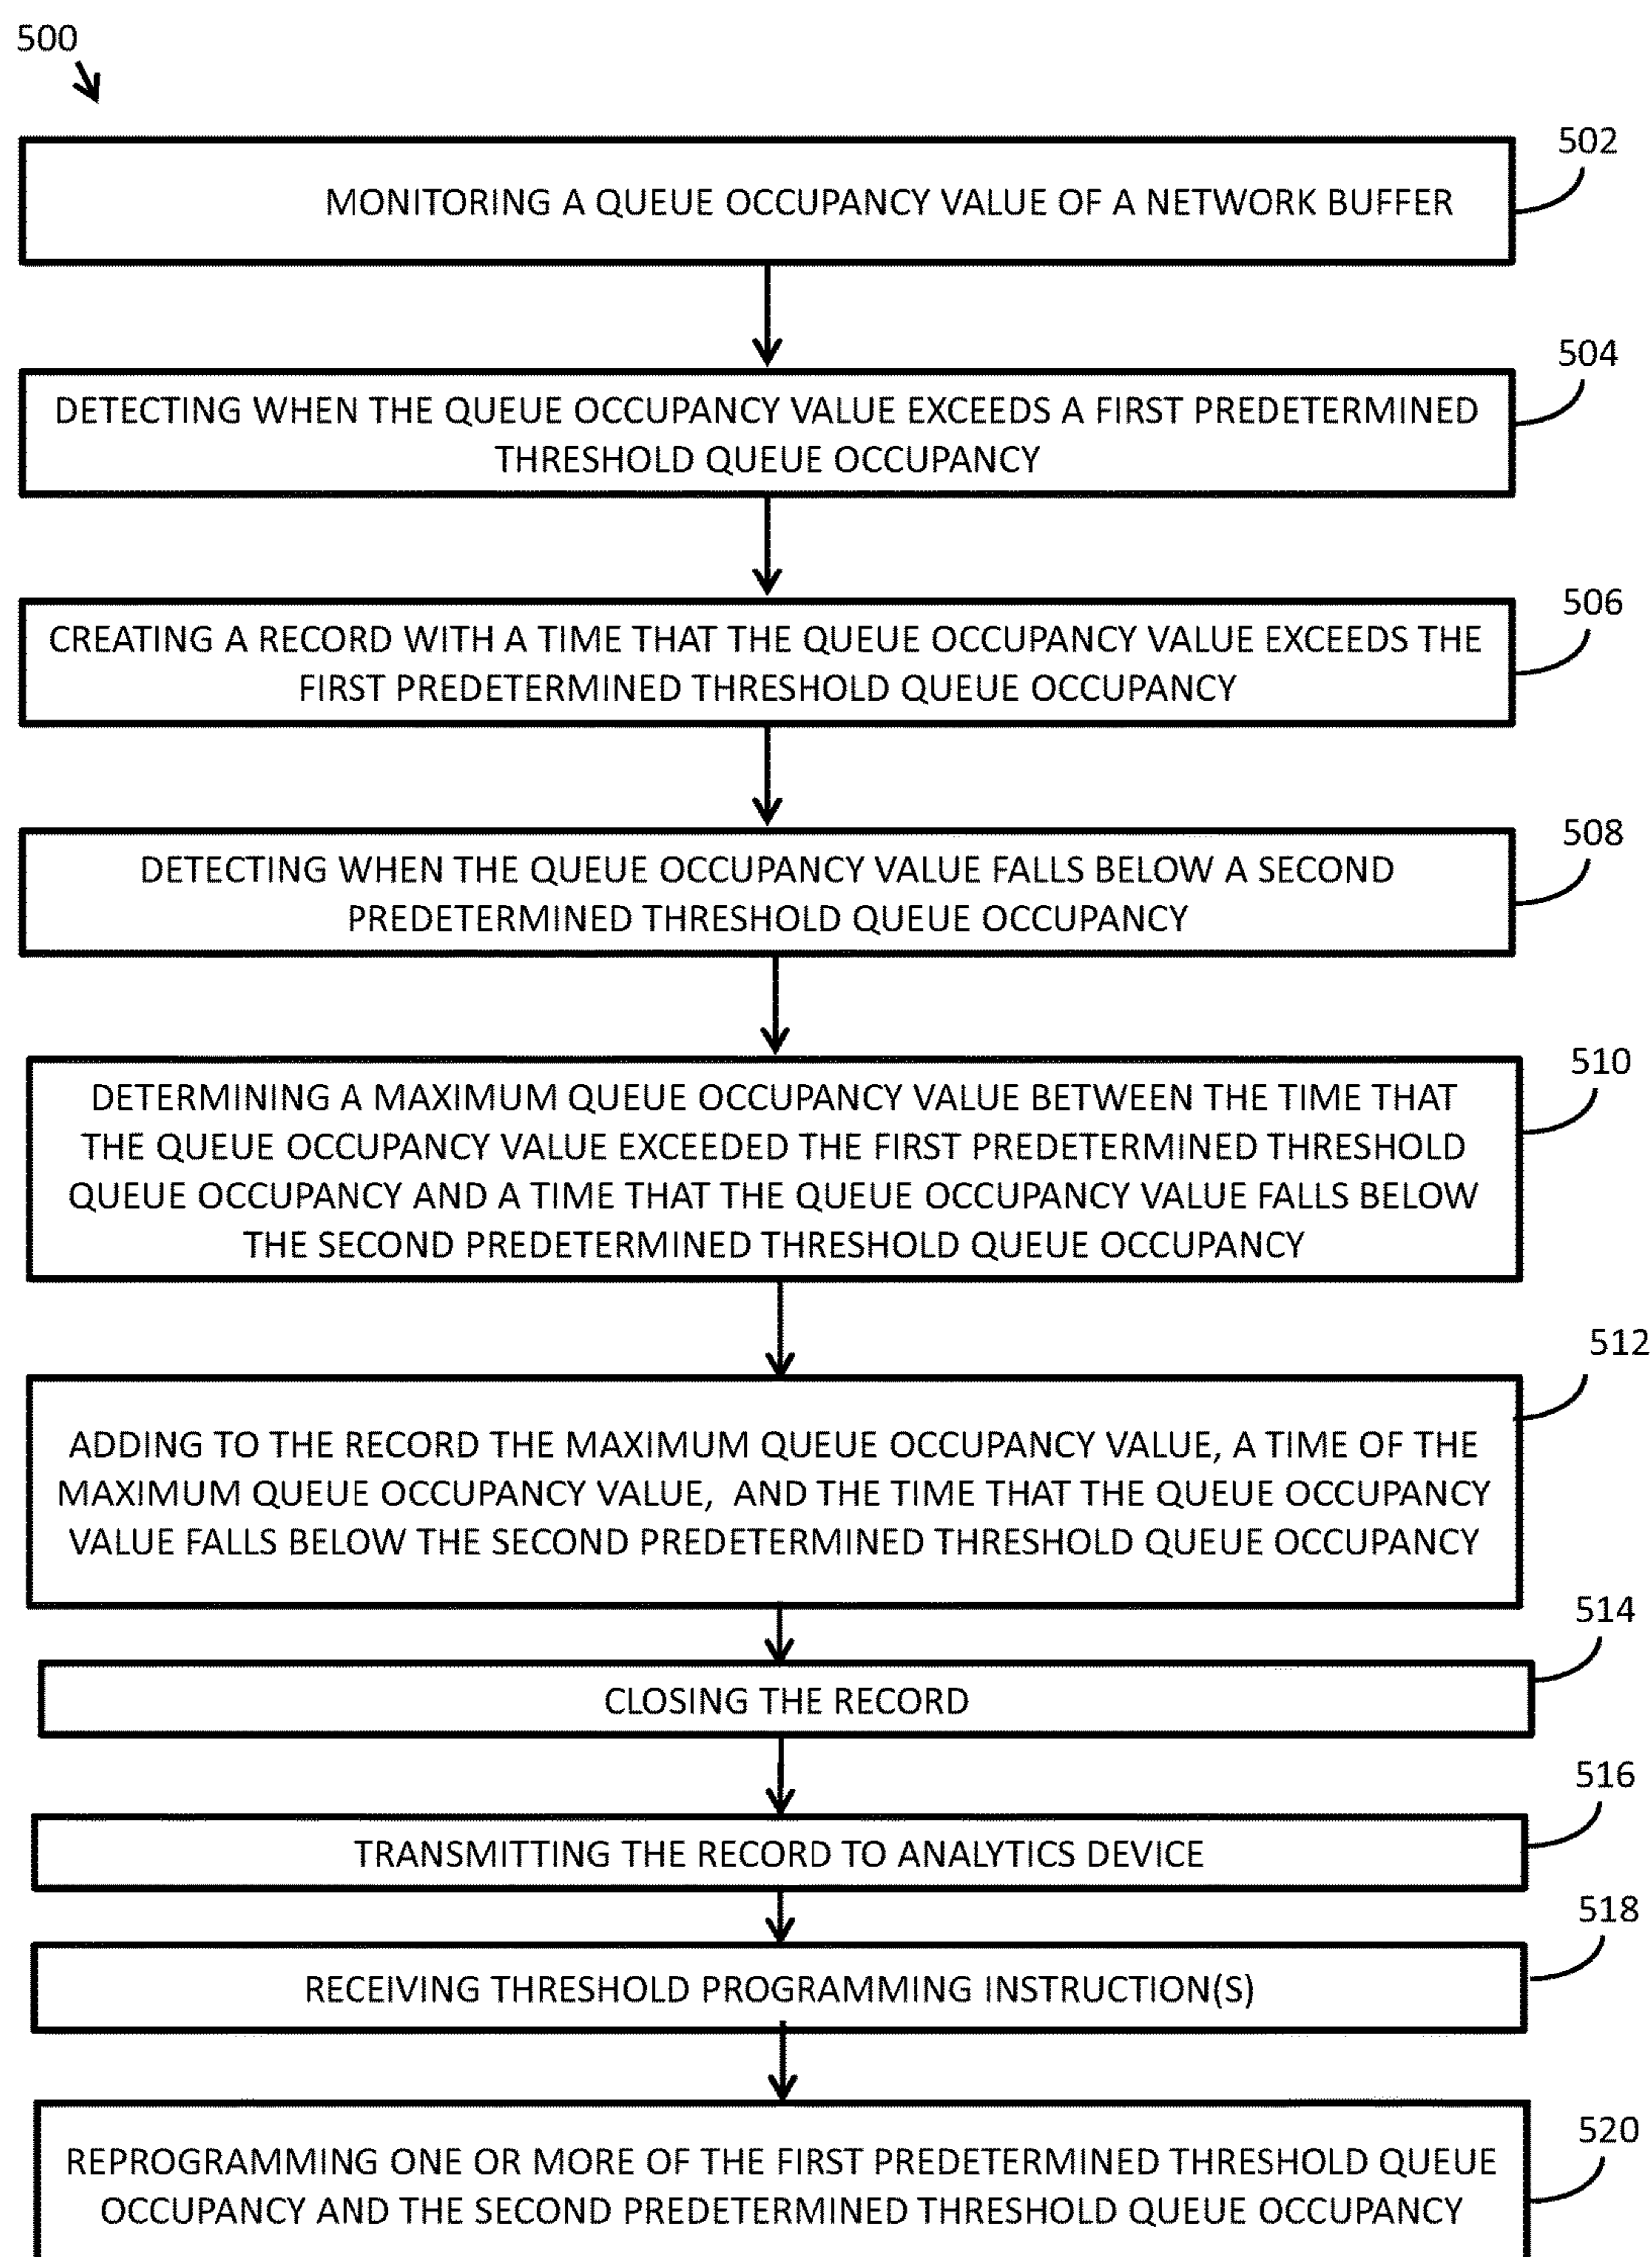 500
502
MONITORING A QUEUE OCCUPANCY VALUE OF A NETWORK BUFFER
504
DETECTING WHEN THE QUEUE OCCUPANCY VALUE EXCEEDS A FIRST PREDETERMINED
THRESHOLD QUEUE OCCUPANCY
506
CREATING A RECORD WITH A TIME THAT THE QUEUE OCCUPANCY VALUE EXCEEDS THE
FIRST PREDETERMINED THRESHOLD QUEUE OCCUPANCY
508
DETECTING WHEN THE QUEUE OCCUPANCY VALUE FALLS BELOW A SECOND
PREDETERMINED THRESHOLD QUEUE OCCUPANCY
510
DETERMINING A MAXIMUM QUEUE OCCUPANCY VALUE BETWEEN THE TIME THAT
THE QUEUE OCCUPANCY VALUE EXCEEDED THE FIRST PREDETERMINED THRESHOLD
QUEUE OCCUPANCY AND A TIME THAT THE QUEUE OCCUPANCY VALUE FALLS BELOW
THE SECOND PREDETERMINED THRESHOLD QUEUE OCCUPANCY
512
ADDING TO THE RECORD THE MAXIMUM QUEUE OCCUPANCY VALUE, A TIME OF THE
MAXIMUM QUEUE OCCUPANCY VALUE, AND THE TIME THAT THE QUEUE OCCUPANCY
VALUE FALLS BELOW THE SECOND PREDETERMINED THRESHOLD QUEUE OCCUPANCY
514
CLOSING THE RECORD
516
TRANSMITTING THE RECORD TO ANALYTICS DEVICE
518
RECEIVING THRESHOLD PROGRAMMING INSTRUCTION(S)
520
REPROGRAMMING ONE OR MORE OF THE FIRST PREDETERMINED THRESHOLD QUEUE
OCCUPANCY AND THE SECOND PREDETERMINED THRESHOLD QUEUE OCCUPANCY